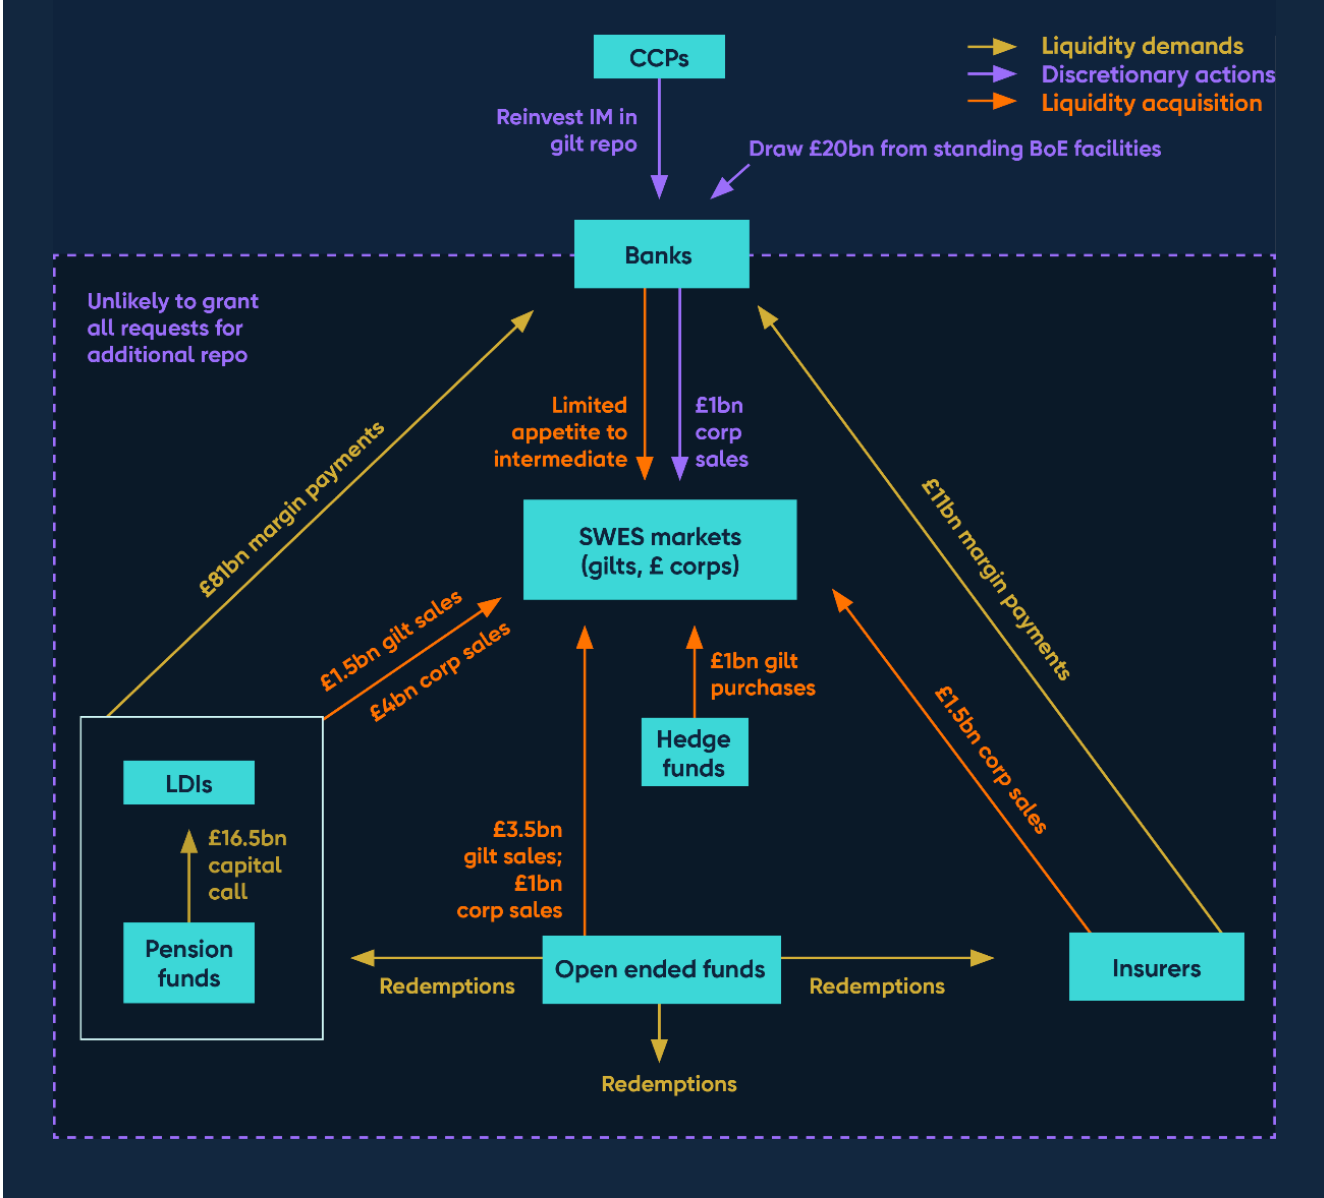 CCPs
Liquidity demands
Discretionary actions
Liquidity acquisition
Reinvest IM in
gilt repo
Draw £20bn from standing BoE facilities
Banks
Unlikely to grant
all requests for
additional repo
Limited
appetite to
intermediate
£1bn
corp
sales
£81bn margin payments
£11bn margin payments
SWES markets
(gilts, £ corps)
£1.5bn gilt sales
£4bn corp sales
£1bn gilt
purchases
£1.5bn corp sales
Hedge
funds
LDIs
£16.5bn
capital
call
Pension
funds
£3.5bn
gilt sales;
£1bn
corp sales
Open ended funds
Insurers
Redemptions
Redemptions
Redemptions